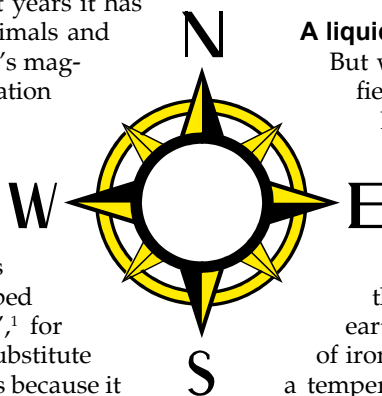 years it has
imals and
's mag-
ation
N
A liquid
But w
fie
W
E
bed
',¹ for
ubstitute
s because it
S
th
ear
of iron
a temper